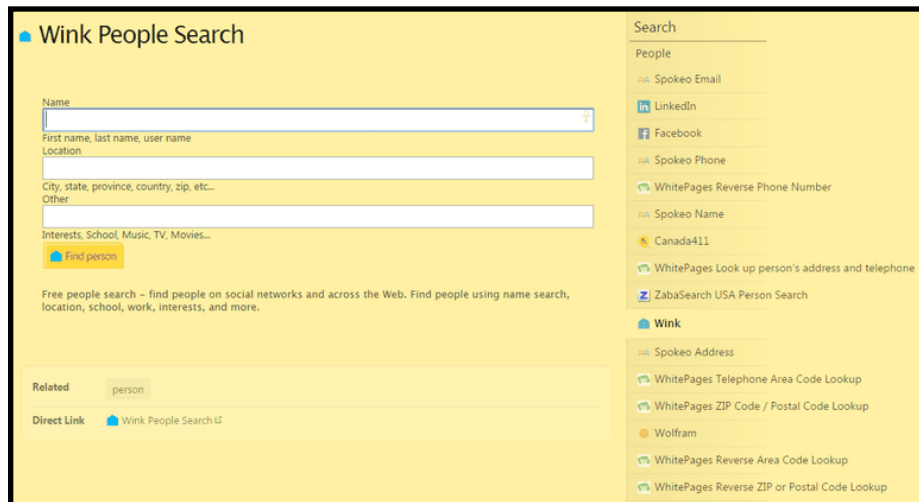 Wink People Search
Name
First name, last name, user name
Location
City, state, province, country, zip, etc...
Other
Interests, School, Music, TV, Movies...
Find person
Free people search – find people on social networks and across the Web. Find people using name search,
location, school, work, interests, and more.
Related
person
Direct Link
Wink People Search
Search
People
Spokeo Email
LinkedIn
Facebook
Spokeo Phone
WhitePages Reverse Phone Number
Spokeo Name
Canada411
WhitePages Look up person's address and telephone
ZabaSearch USA Person Search
Wink
Spokeo Address
WhitePages Telephone Area Code Lookup
WhitePages ZIP Code / Postal Code Lookup
Wolfram
WhitePages Reverse Area Code Lookup
WhitePages Reverse ZIP or Postal Code Lookup